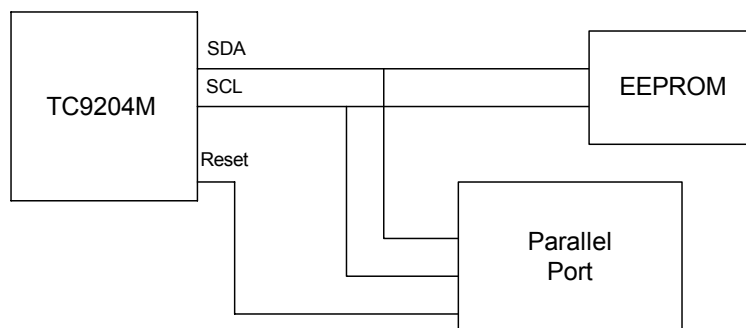 SDA
SCL
TC9204M
EEPROM
Reset
Parallel
Port